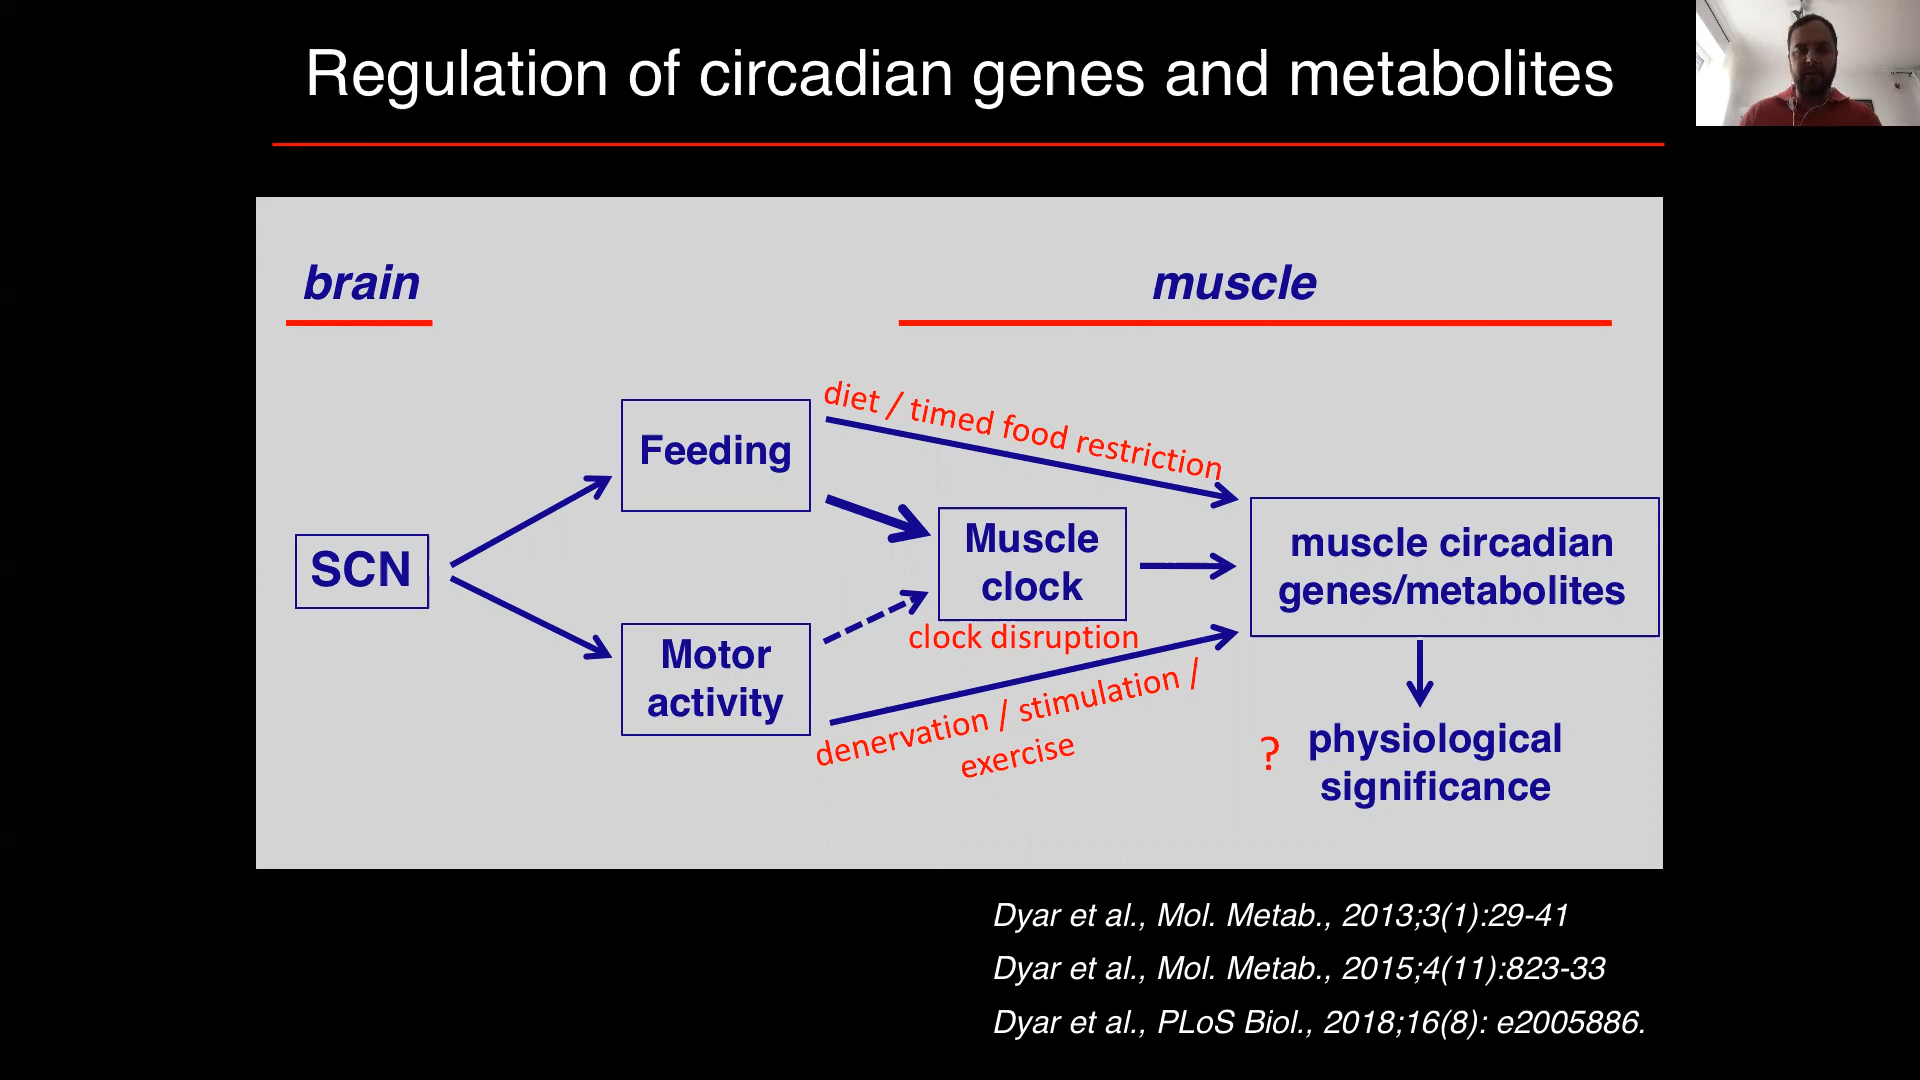 Regulation of circadian genes and metabolites
brain
muscle
diet / timed food restriction
Feeding
SCN
Muscle
clock
muscle circadian
genes/metabolites
Motor
activity
clock disruption
denervation / stimulation /
exercise
? physiological
significance
Dyar et al., Mol. Metab., 2013;3(1):29-41
Dyar et al., Mol. Metab., 2015;4(11):823-33
Dyar et al., PLoS Biol., 2018;16(8): e2005886.